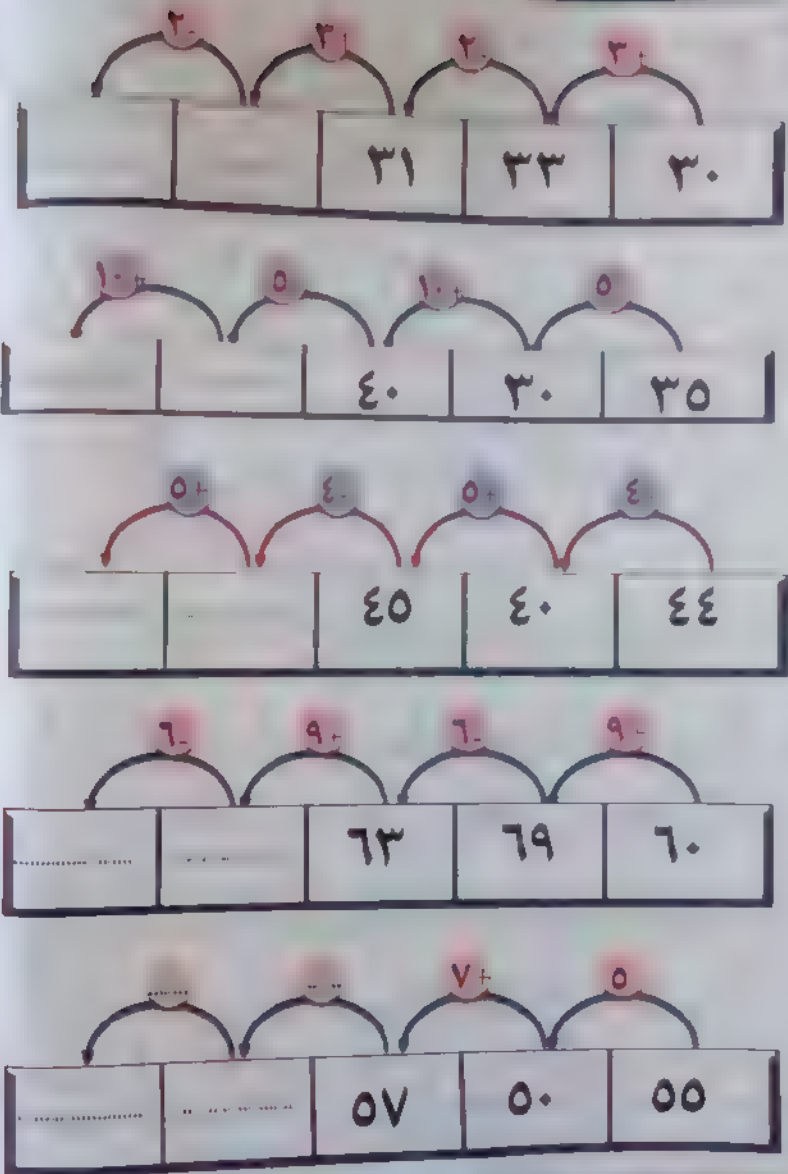 +٣ -٢ +٣ -٢
٣٠ ٣٣ ٣١
٥ +١٠ ٥ +١٠
٣٥ ٣٠ ٤٠
-٤ +٥ -٤ +٥
٤٤ ٤٠ ٤٥
+٩ -٦ +٩ -٦
٦٠ ٦٩ ٦٣
٥ +٧ ...... ......
٥٥ ٥٠ ٥٧ ...... ......